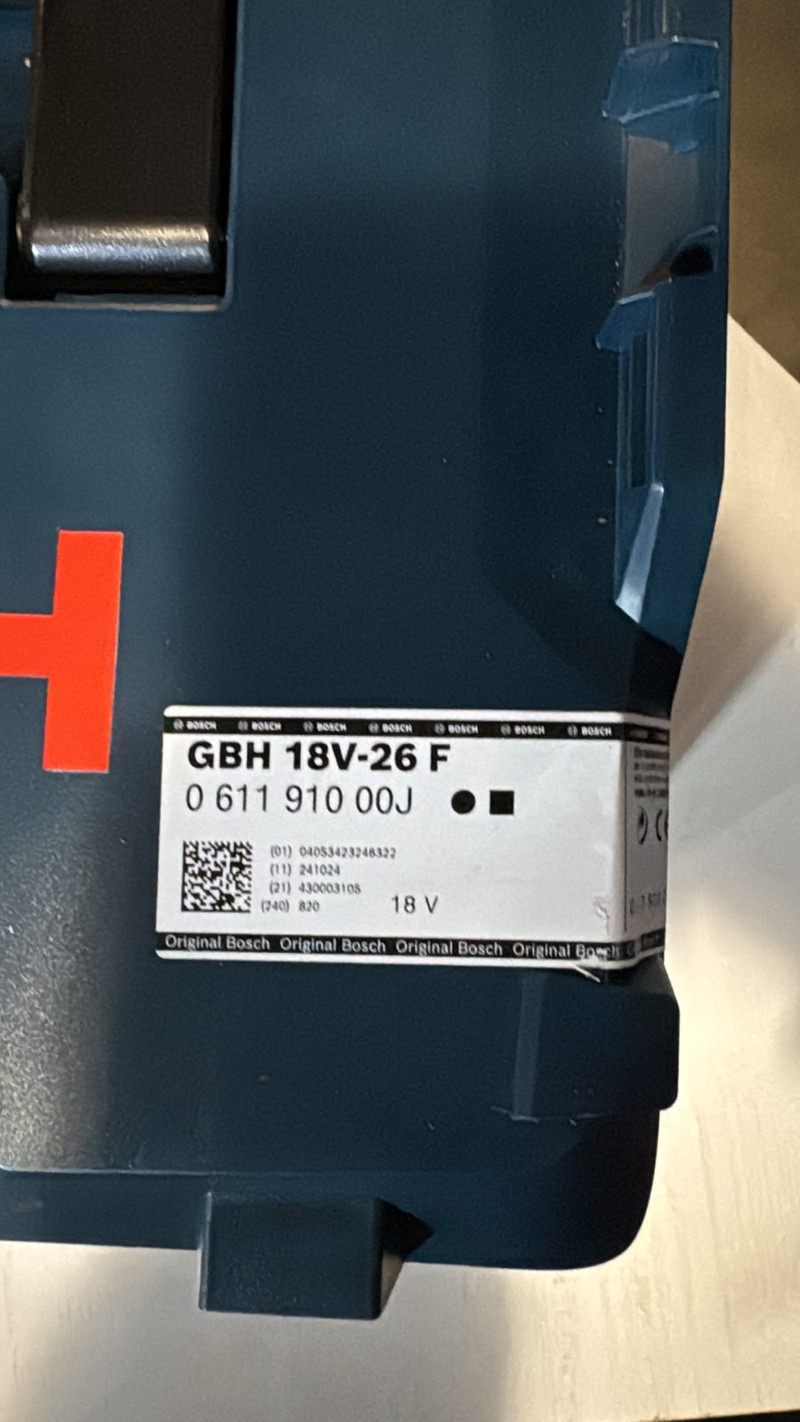 H
BOSCH BOSCH BOSCH BOSCH BOSCH BOSCH BOSCH
GBH 18V-26 F
0 611 910 00J
(01) 04053423246322
(11) 241024
(21) 430003105
(240) 820
18 V
Original Bosch Original Bosch Original Bosch Original Bosch